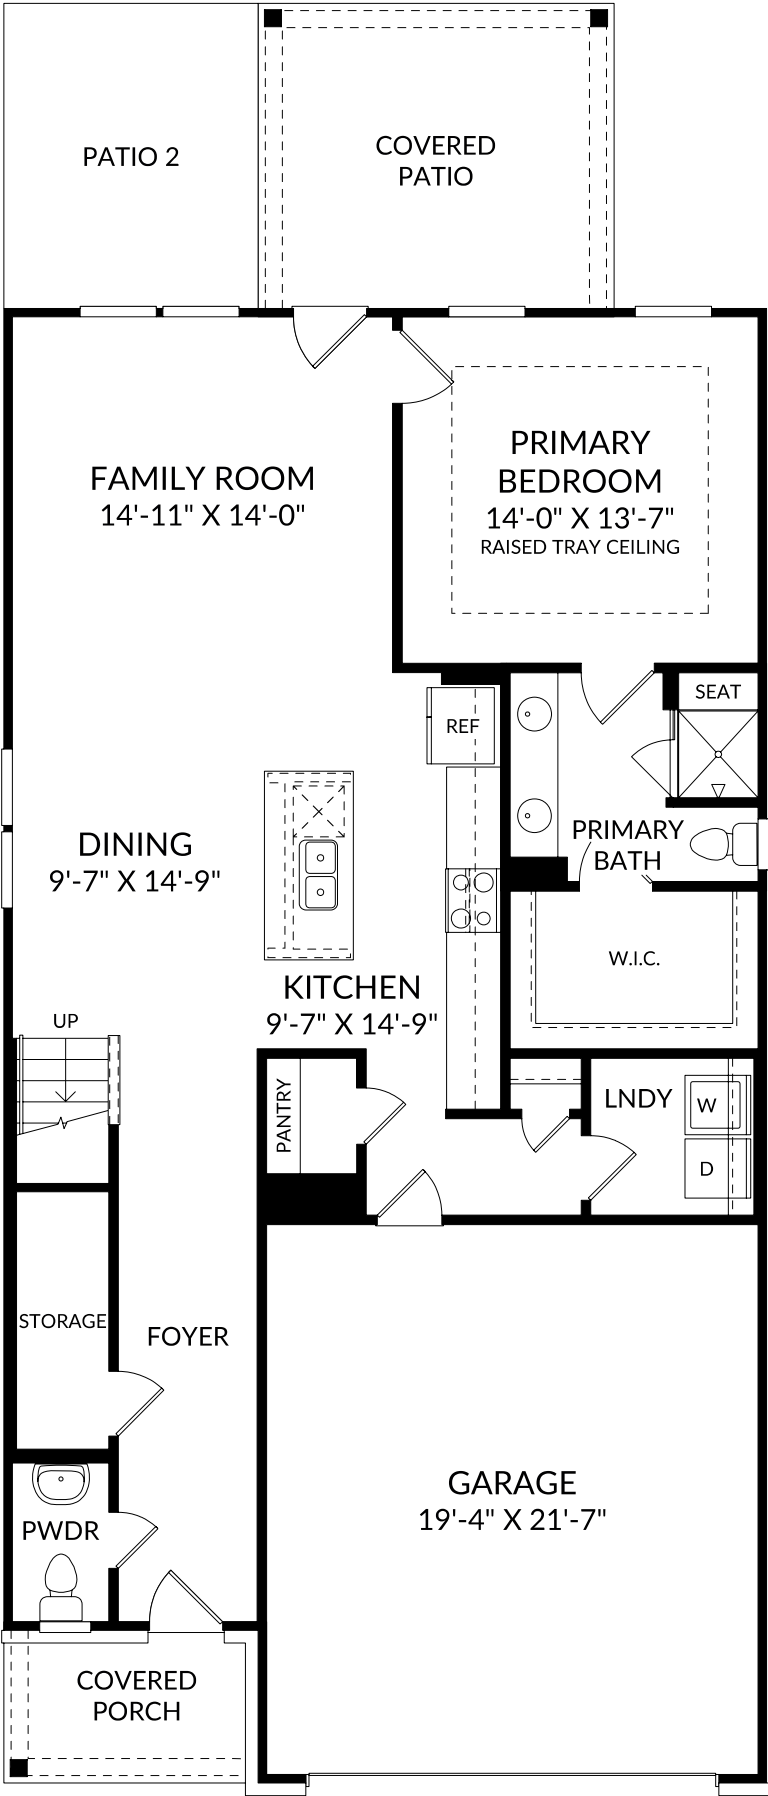 PATIO 2
COVERED
PATIO
FAMILY ROOM
14'-11" X 14'-0"
PRIMARY
BEDROOM
14'-0" X 13'-7"
RAISED TRAY CEILING
SEAT
REF
DINING
9'-7" X 14'-9"
PRIMARY
BATH
W.I.C.
KITCHEN
9'-7" X 14'-9"
UP
PANTRY
LNDY
W
D
STORAGE
FOYER
GARAGE
19'-4" X 21'-7"
PWDR
COVERED
PORCH